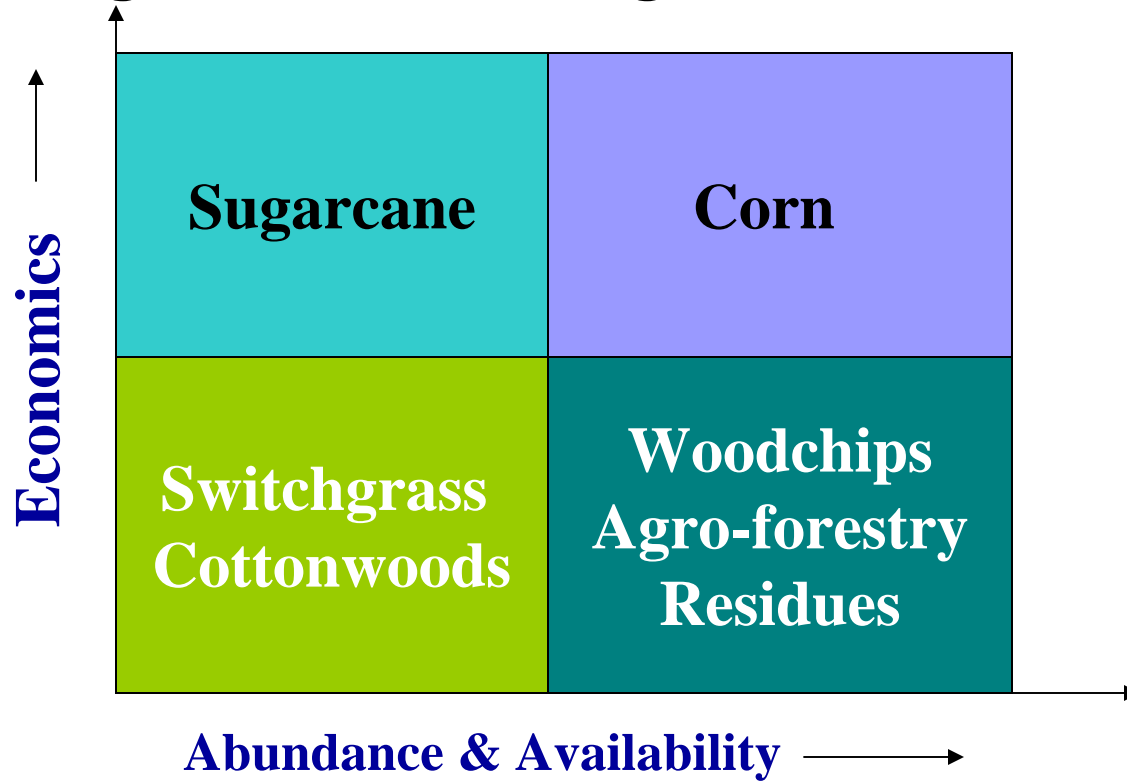 Economics
Sugarcane
Corn
Switchgrass
Cottonwoods
Woodchips
Agro-forestry
Residues
Abundance & Availability